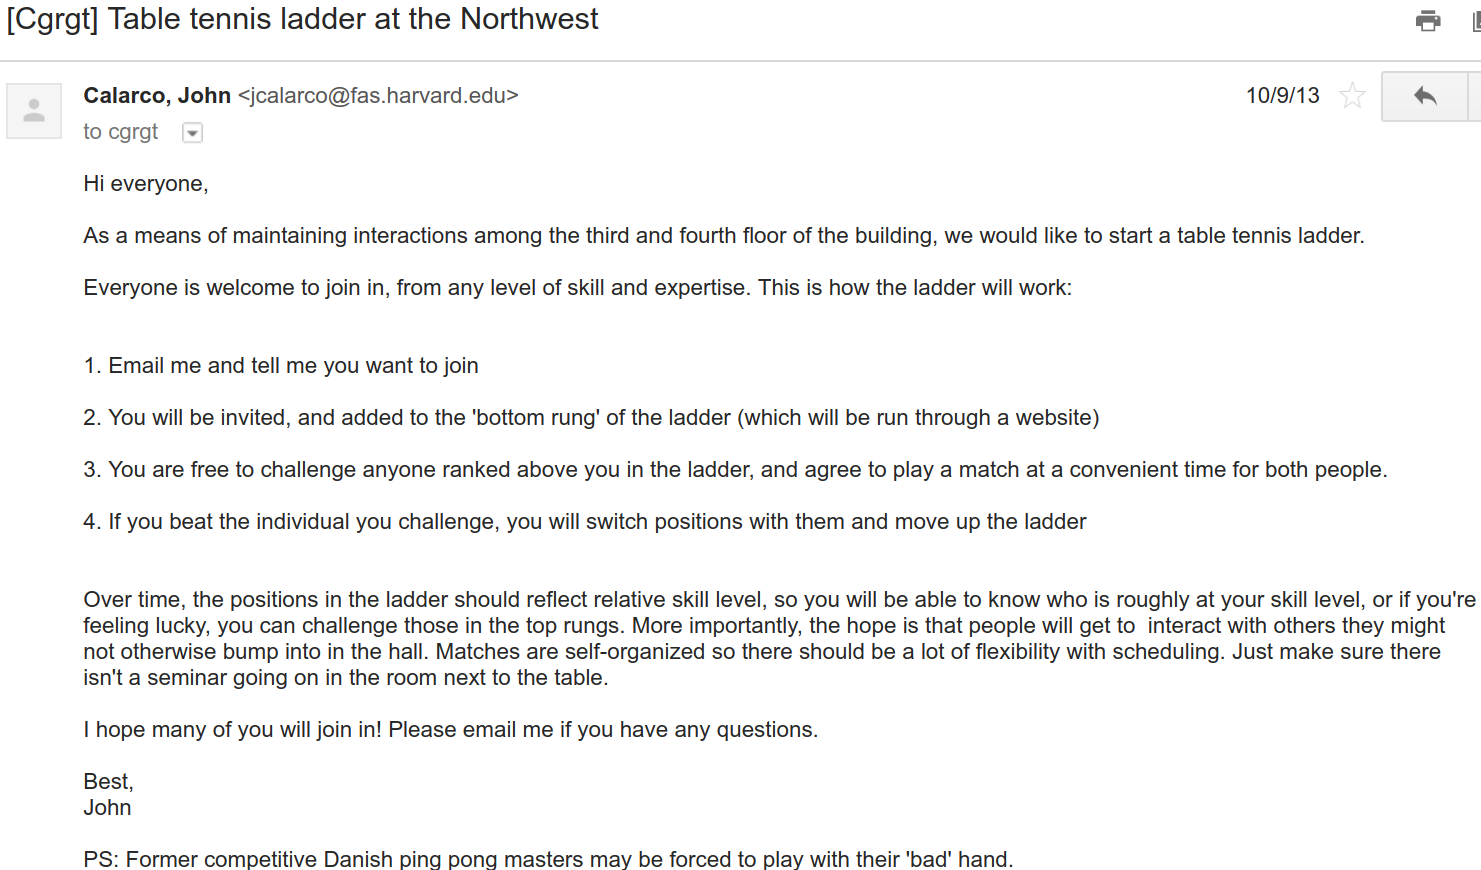 [Cgrgt] Table tennis ladder at the Northwest
Calarco, John <jcalarco@fas.harvard.edu>
10/9/13
to cgrgt
Hi everyone,
As a means of maintaining interactions among the third and fourth floor of the building, we would like to start a table tennis ladder.
Everyone is welcome to join in, from any level of skill and expertise. This is how the ladder will work:
1. Email me and tell me you want to join
2. You will be invited, and added to the 'bottom rung' of the ladder (which will be run through a website)
3. You are free to challenge anyone ranked above you in the ladder, and agree to play a match at a convenient time for both people.
4. If you beat the individual you challenge, you will switch positions with them and move up the ladder
Over time, the positions in the ladder should reflect relative skill level, so you will be able to know who is roughly at your skill level, or if you're
feeling lucky, you can challenge those in the top rungs. More importantly, the hope is that people will get to  interact with others they might
not otherwise bump into in the hall. Matches are self-organized so there should be a lot of flexibility with scheduling. Just make sure there
isn't a seminar going on in the room next to the table.
I hope many of you will join in! Please email me if you have any questions.
Best,
John
PS: Former competitive Danish ping pong masters may be forced to play with their 'bad' hand.